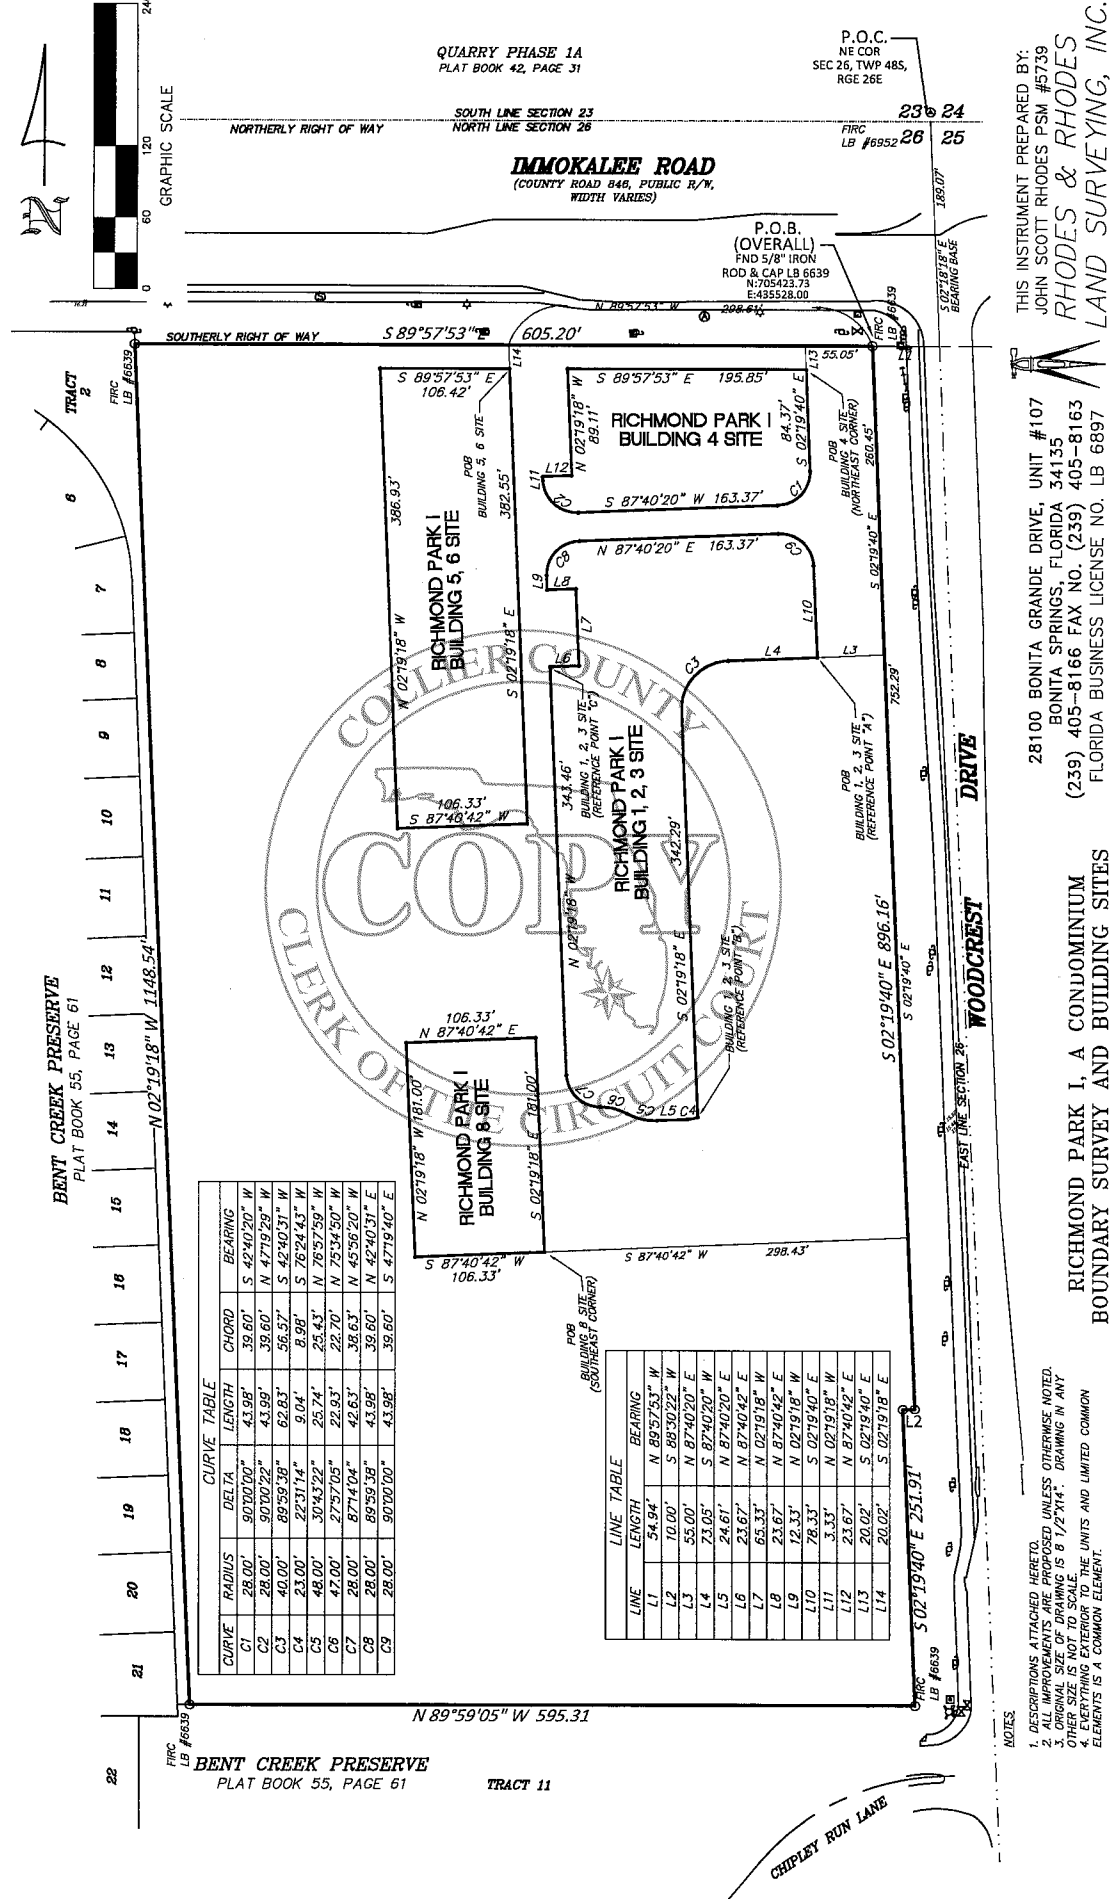 N
240
120
60
0
GRAPHIC SCALE
QUARRY PHASE 1A
PLAT BOOK 42, PAGE 31
P.O.C.
NE COR
SEC 26, TWP 48S,
RGE 26E
SOUTH LINE SECTION 23
NORTH LINE SECTION 26
NORTHERLY RIGHT OF WAY
23 24
26 25
FIRC
LB #6952
IMMOKALEE ROAD
(COUNTY ROAD 846, PUBLIC R/W,
WIDTH VARIES)
189.07'
S 02°18'18" E
BEARING BASE
P.O.B.
(OVERALL)
FND 5/8" IRON
ROD & CAP LB 6639
N:705423.73
E:435528.00
N 89°57'53" W
298.61'
SOUTHERLY RIGHT OF WAY
S 89°57'53" E 605.20'
FIRC
LB #6639
FIRC
LB #6639
TRACT
2
L14
L13
55.05'
S 89°57'53" E
106.42'
S 89°57'53" E 195.85'
RICHMOND PARK I
BUILDING 4 SITE
N 02°19'18" W
89.11'
84.37'
S 02°19'40" E
POB
BUILDING 5, 6 SITE
POB
BUILDING 4 SITE
(NORTHEAST CORNER)
260.45'
S 02°19'40" E
L11
L12
C2
C1
S 87°40'20" W 163.37'
386.93'
N 02°19'18" W
RICHMOND PARK I
BUILDING 5, 6 SITE
382.55'
S 02°19'18" E
N 87°40'20" E 163.37'
C8
C9
L9
L8
L7
L6
L10
L4
L3
C3
752.29'
POB
BUILDING 1, 2, 3 SITE
(REFERENCE POINT "A")
BUILDING 1, 2, 3 SITE
(REFERENCE POINT "C")
343.46'
N 02°19'18" W
RICHMOND PARK I
BUILDING 1, 2, 3 SITE
342.29'
S 02°19'18" E
BUILDING 1, 2, 3 SITE
(REFERENCE POINT "B")
106.33'
S 87°40'42" W
COLLIER COUNTY
COPY
CLERK OF THE CIRCUIT COURT
6
7
8
9
10
11
12
13
14
15
16
17
18
19
20
21
22
BENT CREEK PRESERVE
PLAT BOOK 55, PAGE 61
N 02°19'18" W 1148.54'
106.33'
N 87°40'42" E
N 02°19'18" W 181.00'
RICHMOND PARK I
BUILDING 8 SITE
S 02°19'18" E 181.00'
S 87°40'42" W
106.33'
C7
C6
C5
L5
C4
S 87°40'42" W 298.43'
POB
BUILDING 8 SITE
(SOUTHEAST CORNER)
S 02°19'40" E 896.16'
S 02°19'40" E
WOODCREST DRIVE
EAST LINE SECTION 26
CURVE TABLE
CURVE RADIUS DELTA LENGTH CHORD BEARING
C1 28.00' 90°00'00" 43.98' 39.60' S 42°40'20" W
C2 28.00' 90°00'22" 43.99' 39.60' N 47°19'29" W
C3 40.00' 89°59'38" 62.83' 56.57' S 42°40'31" W
C4 23.00' 22°31'14" 9.04' 8.98' S 76°24'43" W
C5 48.00' 30°43'22" 25.74' 25.43' N 76°57'59" W
C6 47.00' 27°57'05" 22.93' 22.70' N 75°34'50" W
C7 28.00' 87°14'04" 42.63' 38.63' N 45°56'20" W
C8 28.00' 89°59'38" 43.98' 39.60' N 42°40'31" E
C9 28.00' 90°00'00" 43.98' 39.60' S 47°19'40" E
LINE TABLE
LINE LENGTH BEARING
L1 54.94' N 89°57'53" W
L2 10.00' S 88°30'22" W
L3 55.00' N 87°40'20" E
L4 73.05' S 87°40'20" W
L5 24.61' N 87°40'20" E
L6 23.67' N 87°40'42" E
L7 65.33' N 02°19'18" W
L8 23.67' N 87°40'42" E
L9 12.33' N 02°19'18" W
L10 78.33' S 02°19'40" E
L11 3.33' N 02°19'18" W
L12 23.67' N 87°40'42" E
L13 20.02' S 02°19'40" E
L14 20.02' S 02°19'18" E
L2
S 02°19'40" E 251.91'
FIRC
LB #6639
FIRC
LB #6639
N 89°59'05" W 595.31
BENT CREEK PRESERVE
PLAT BOOK 55, PAGE 61
TRACT 11
CHIPLEY RUN LANE
NOTES
1. DESCRIPTIONS ATTACHED HERETO.
2. ALL IMPROVEMENTS ARE PROPOSED UNLESS OTHERWISE NOTED.
3. ORIGINAL SIZE OF DRAWING IS 8 1/2"X14". DRAWING IN ANY
OTHER SIZE IS NOT TO SCALE.
4. EVERYTHING EXTERIOR TO THE UNITS AND LIMITED COMMON
ELEMENTS IS A COMMON ELEMENT.
RICHMOND PARK I, A CONDOMINIUM
BOUNDARY SURVEY AND BUILDING SITES
28100 BONITA GRANDE DRIVE, UNIT #107
BONITA SPRINGS, FLORIDA 34135
(239) 405-8166 FAX NO. (239) 405-8163
FLORIDA BUSINESS LICENSE NO. LB 6897
THIS INSTRUMENT PREPARED BY:
JOHN SCOTT RHODES PSM #5739
RHODES & RHODES
LAND SURVEYING, INC.